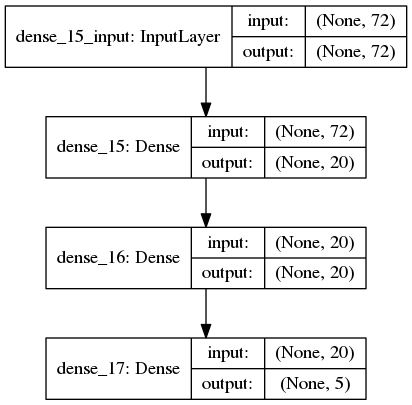 dense_15_input: InputLayer
input: (None, 72)
output: (None, 72)
dense_15: Dense
input: (None, 72)
output: (None, 20)
dense_16: Dense
input: (None, 20)
output: (None, 20)
dense_17: Dense
input: (None, 20)
output: (None, 5)